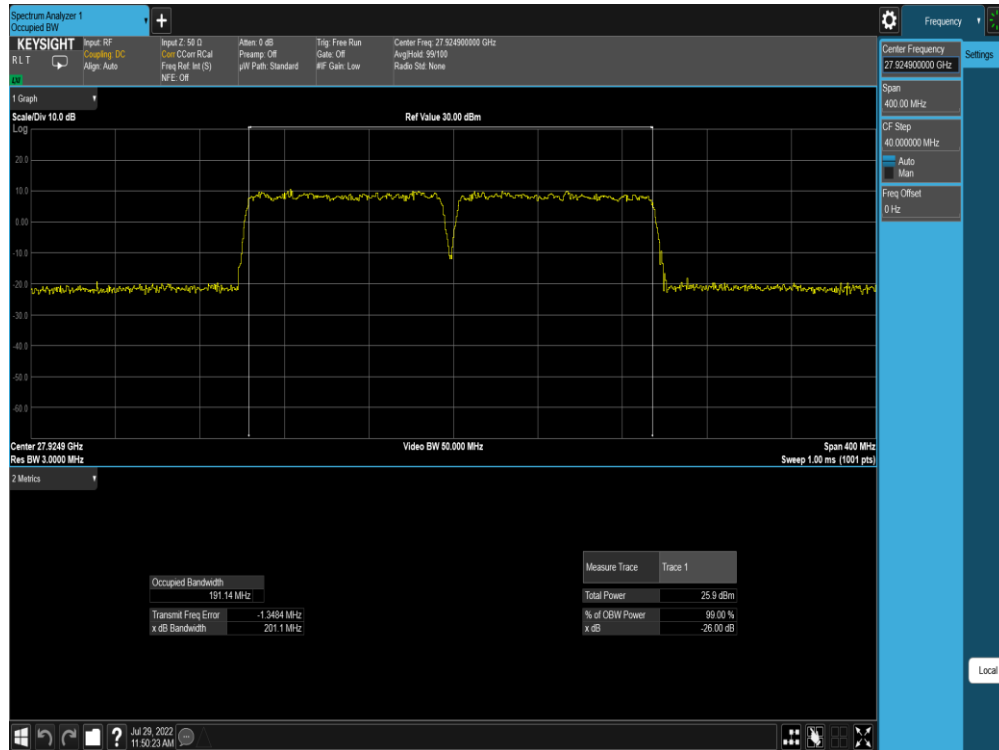 Spectrum Analyzer 1
Occupied BW
+
Frequency
KEYSIGHT
R L T
LW
Input: RF
Coupling: DC
Align: Auto
Input Z: 50 Ω
Corr CCorr RCal
Freq Ref: Int (S)
NFE: Off
Atten: 0 dB
Preamp: Off
µW Path: Standard
Trig: Free Run
Gate: Off
#IF Gain: Low
Center Freq: 27.924900000 GHz
Avg|Hold: 99/100
Radio Std: None
Center Frequency
27.924900000 GHz
Settings
Span
400.00 MHz
CF Step
40.000000 MHz
Auto
Man
Freq Offset
0 Hz
1 Graph
Scale/Div 10.0 dB
Ref Value 30.00 dBm
Log
20.0
10.0
0.00
-10.0
-20.0
-30.0
-40.0
-50.0
-60.0
Center 27.9249 GHz
Video BW 50.000 MHz
Span 400 MHz
Res BW 3.0000 MHz
Sweep 1.00 ms (1001 pts)
2 Metrics
Occupied Bandwidth
191.14 MHz
Transmit Freq Error -1.3484 MHz
x dB Bandwidth 201.1 MHz
Measure Trace Trace 1
Total Power 25.9 dBm
% of OBW Power 99.00 %
x dB -26.00 dB
Local
?
Jul 29, 2022
11:50:23 AM